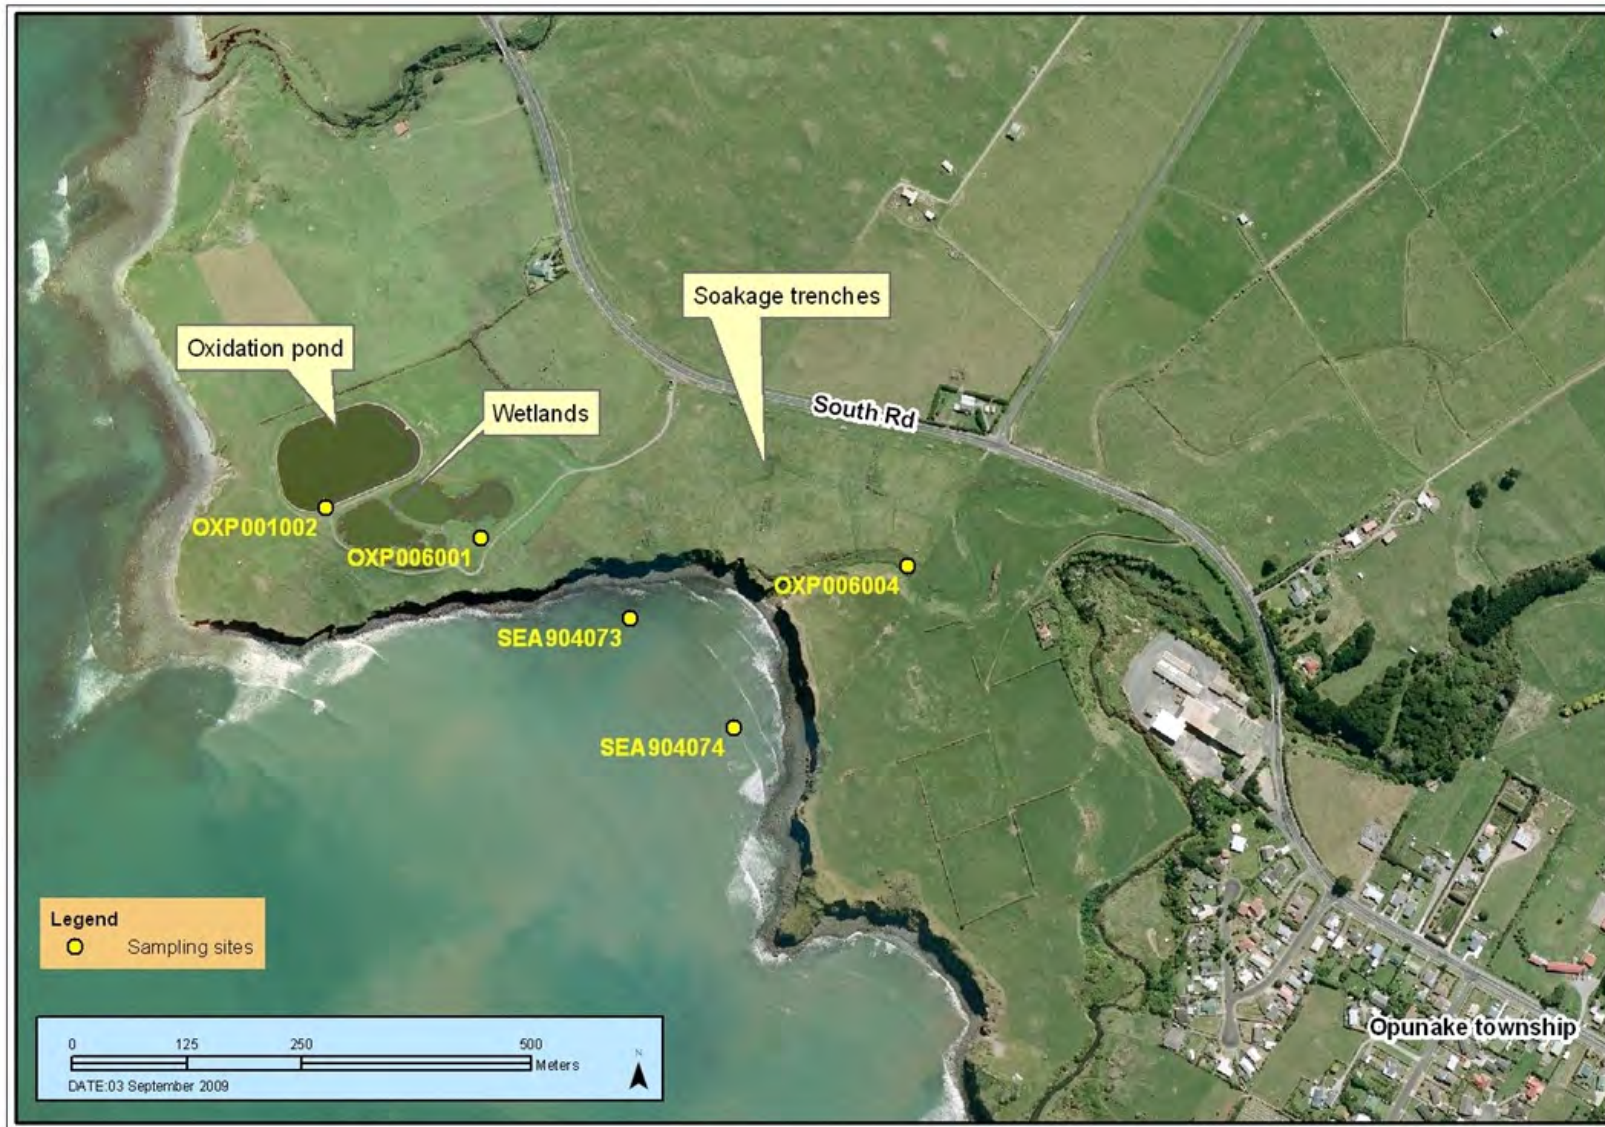 Soakage trenches
Oxidation pond
Wetlands
South Rd
OXP001002
OXP006001
OXP006004
SEA904073
SEA904074
Legend
Sampling sites
Opunake township
0 125 250 500
Meters
N
DATE:03 September 2009